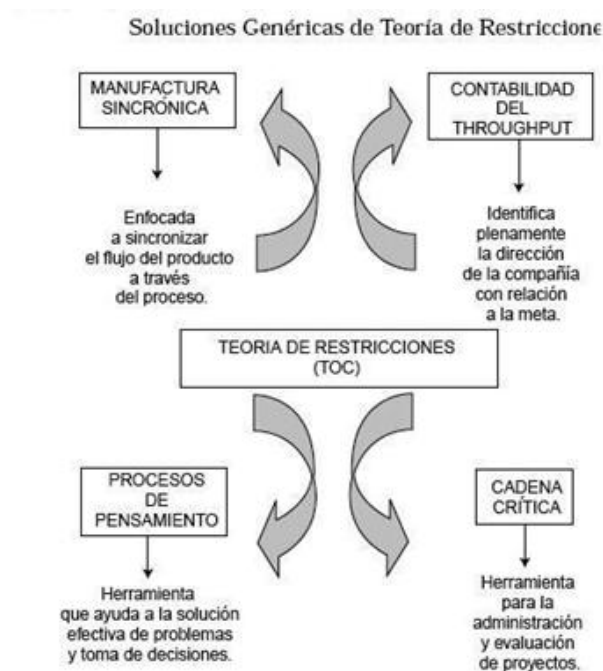 Soluciones Genéricas de Teoría de Restriccione
MANUFACTURA
SINCRÓNICA
Enfocada
a sincronizar
el flujo del producto
a través
del proceso.
CONTABILIDAD
DEL
THROUGHPUT
Identifica
plenamente
la dirección
de la compañía
con relación
a la meta.
TEORIA DE RESTRICCIONES
(TOC)
PROCESOS
DE
PENSAMIENTO
Herramienta
que ayuda a la solución
efectiva de problemas
y toma de decisiones.
CADENA
CRÍTICA
Herramienta
para la
administración
y evaluación
de proyectos.